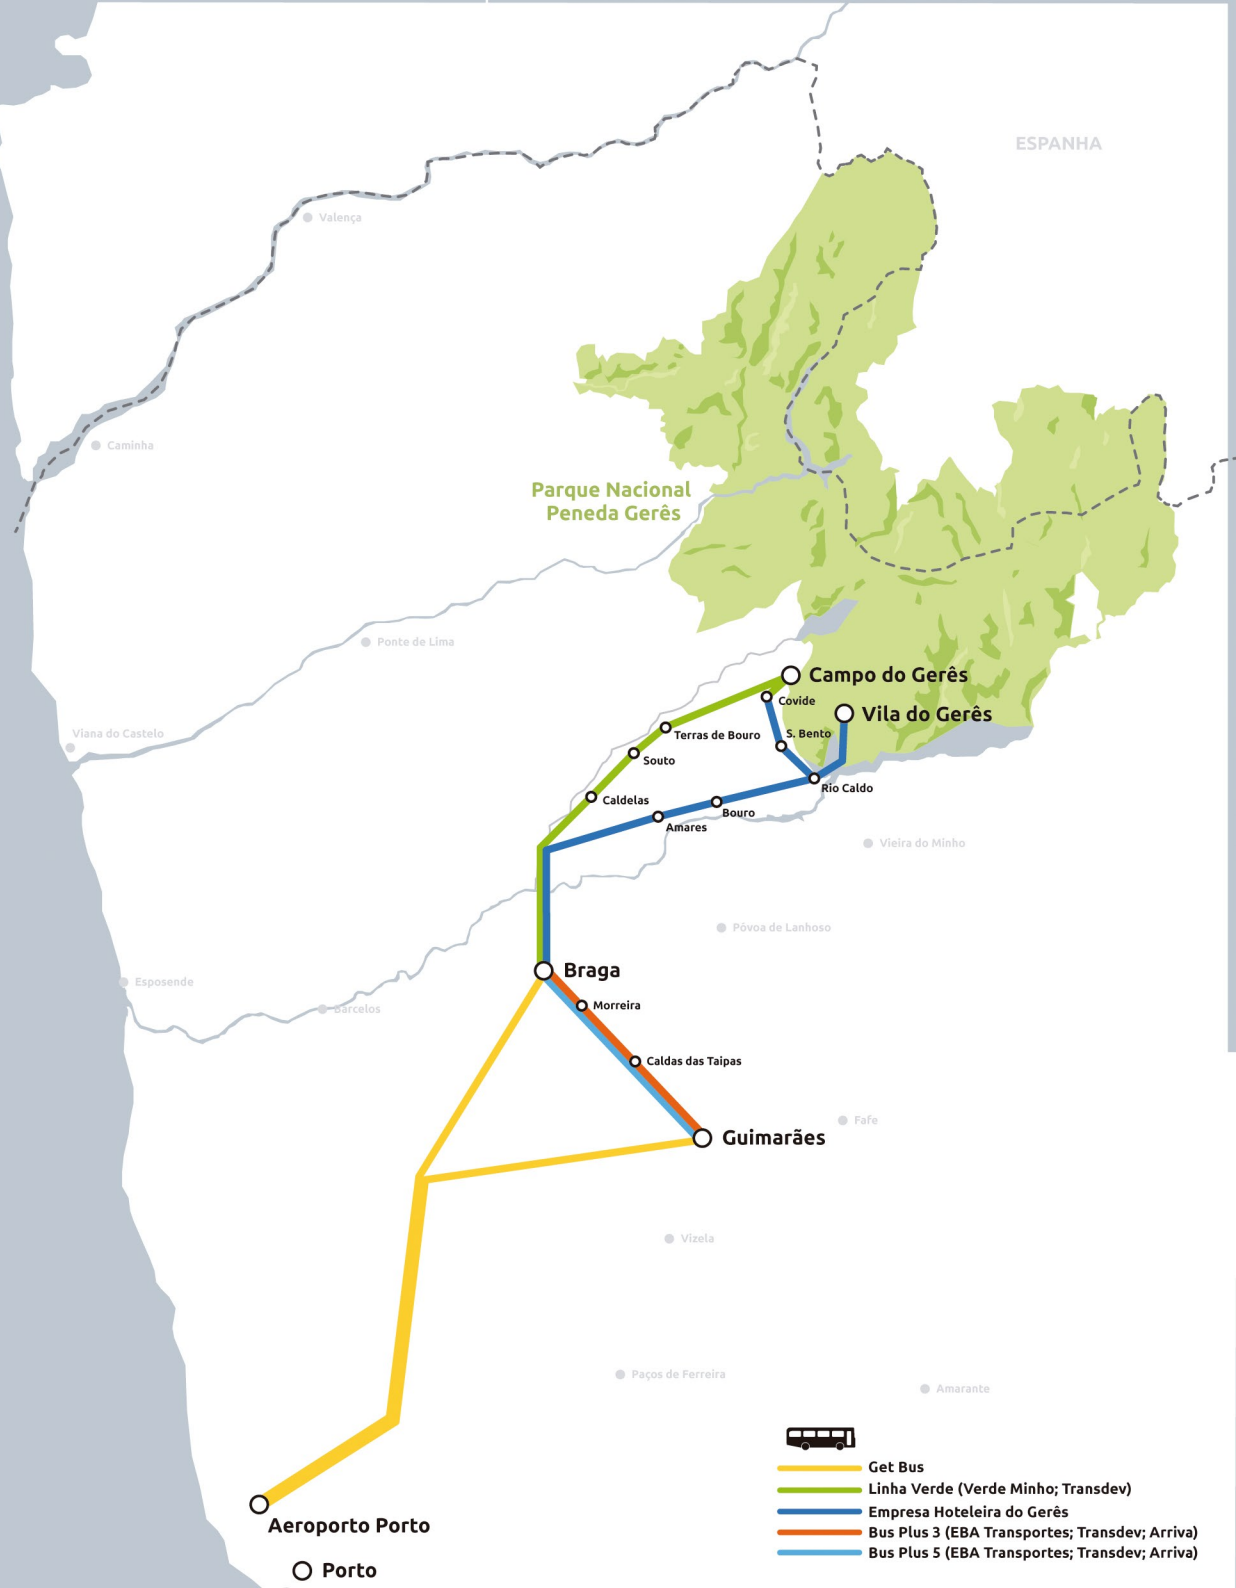 ESPANHA
Valença
Caminha
Parque Nacional
Peneda Gerês
Ponte de Lima
Campo do Gerês
Covide
Vila do Gerês
Viana do Castelo
Terras de Bouro
S. Bento
Souto
Rio Caldo
Caldelas
Bouro
Amares
Vieira do Minho
Póvoa de Lanhoso
Braga
Esposende
Morreira
Barcelos
Caldas das Taipas
Fafe
Guimarães
Vizela
Paços de Ferreira
Amarante
Get Bus
Linha Verde (Verde Minho; Transdev)
Empresa Hoteleira do Gerês
Aeroporto Porto
Bus Plus 3 (EBA Transportes; Transdev; Arriva)
Bus Plus 5 (EBA Transportes; Transdev; Arriva)
Porto